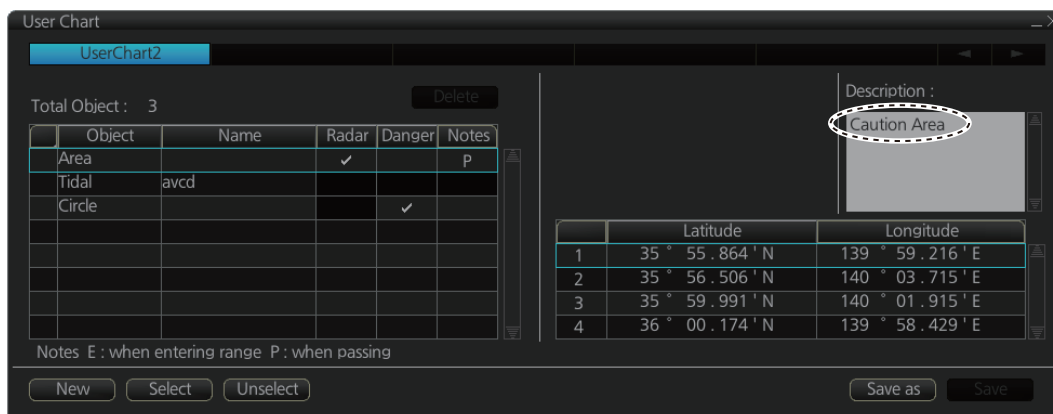 User Chart
UserChart2
Total Object : 3
Delete
Object Name Radar Danger Notes
Area ✓ P
Tidal avcd
Circle ✓
Notes E : when entering range P : when passing
Description :
Caution Area
Latitude Longitude
1 35 ° 55 . 864 ' N 139 ° 59 . 216 ' E
2 35 ° 56 . 506 ' N 140 ° 03 . 715 ' E
3 35 ° 59 . 991 ' N 140 ° 01 . 915 ' E
4 36 ° 00 . 174 ' N 139 ° 58 . 429 ' E
New Select Unselect Save as Save